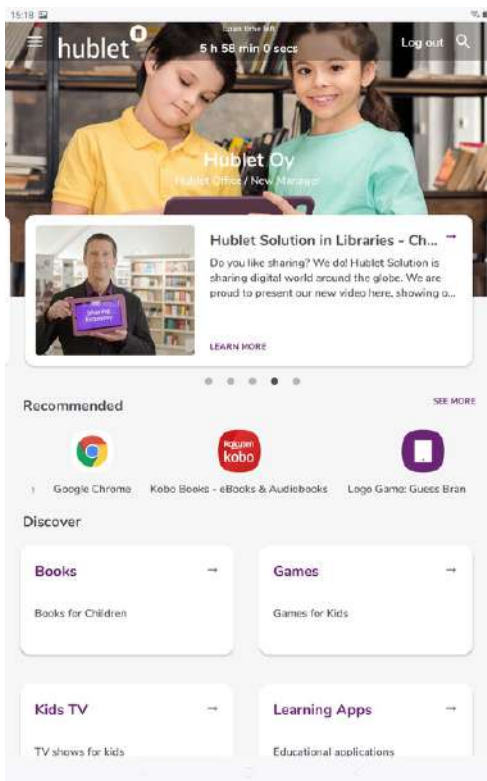 15:18
Loan time left
hublet
5 h 58 min 0 secs
Log out
Hublet Oy
Hublet Office / New Manager
Hublet Solution in Libraries - Ch...
Do you like sharing? We do! Hublet Solution is
sharing digital world around the globe. We are
proud to present our new video here, showing o...
Sharing
Economy
LEARN MORE
Recommended
SEE MORE
Rakuten
kobo
Google Chrome
Kobo Books - eBooks & Audiobooks
Logo Game: Guess Bran
Discover
Books
Books for Children
Games
Games for Kids
Kids TV
TV shows for kids
Learning Apps
Educational applications